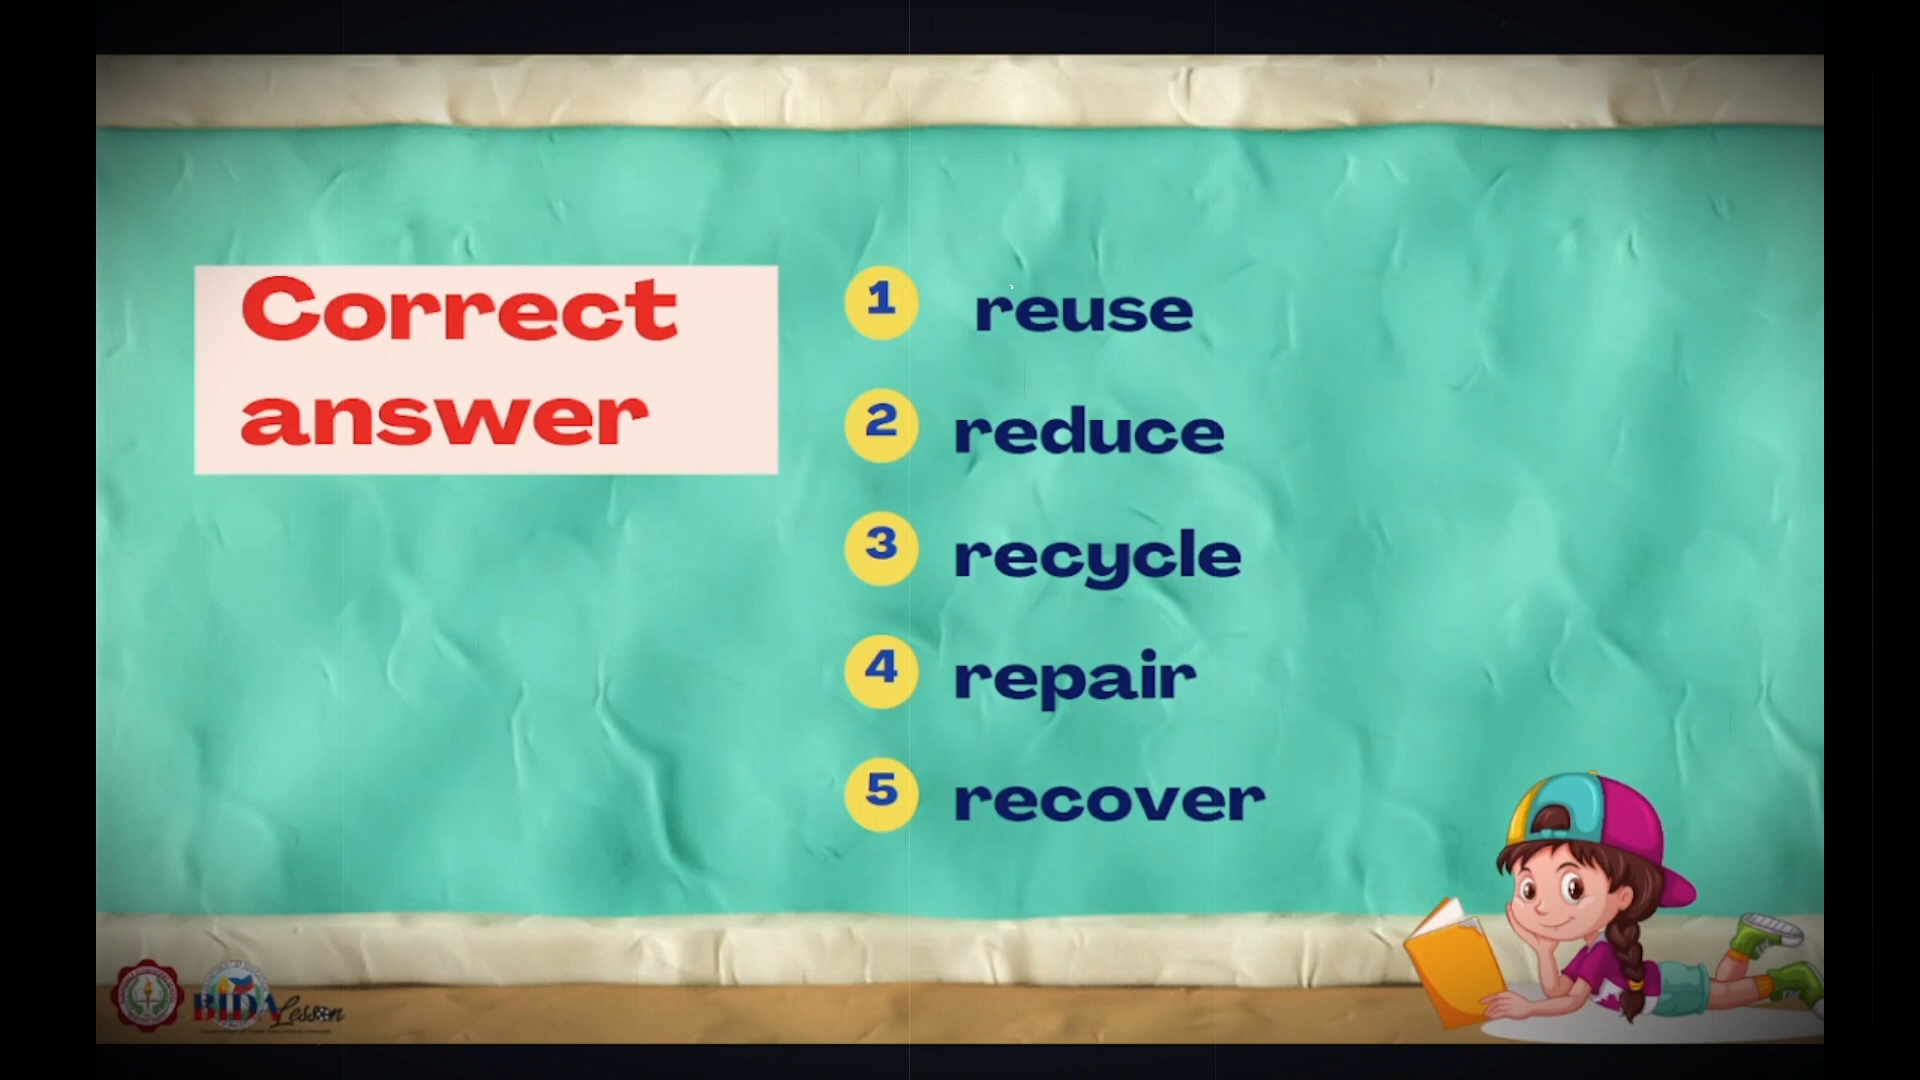 Correct
answer
1 reuse
2 reduce
3 recycle
4 repair
5 recover
BIDA Lesson